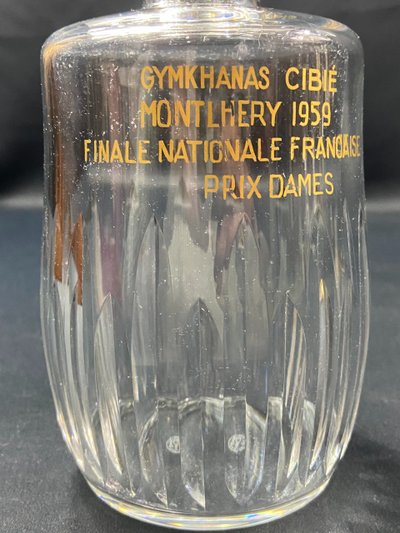 GYMKHANAS CIBIÉ
MONTLHERY 1959
FINALE NATIONALE FRANÇAISE
PRIX DAMES